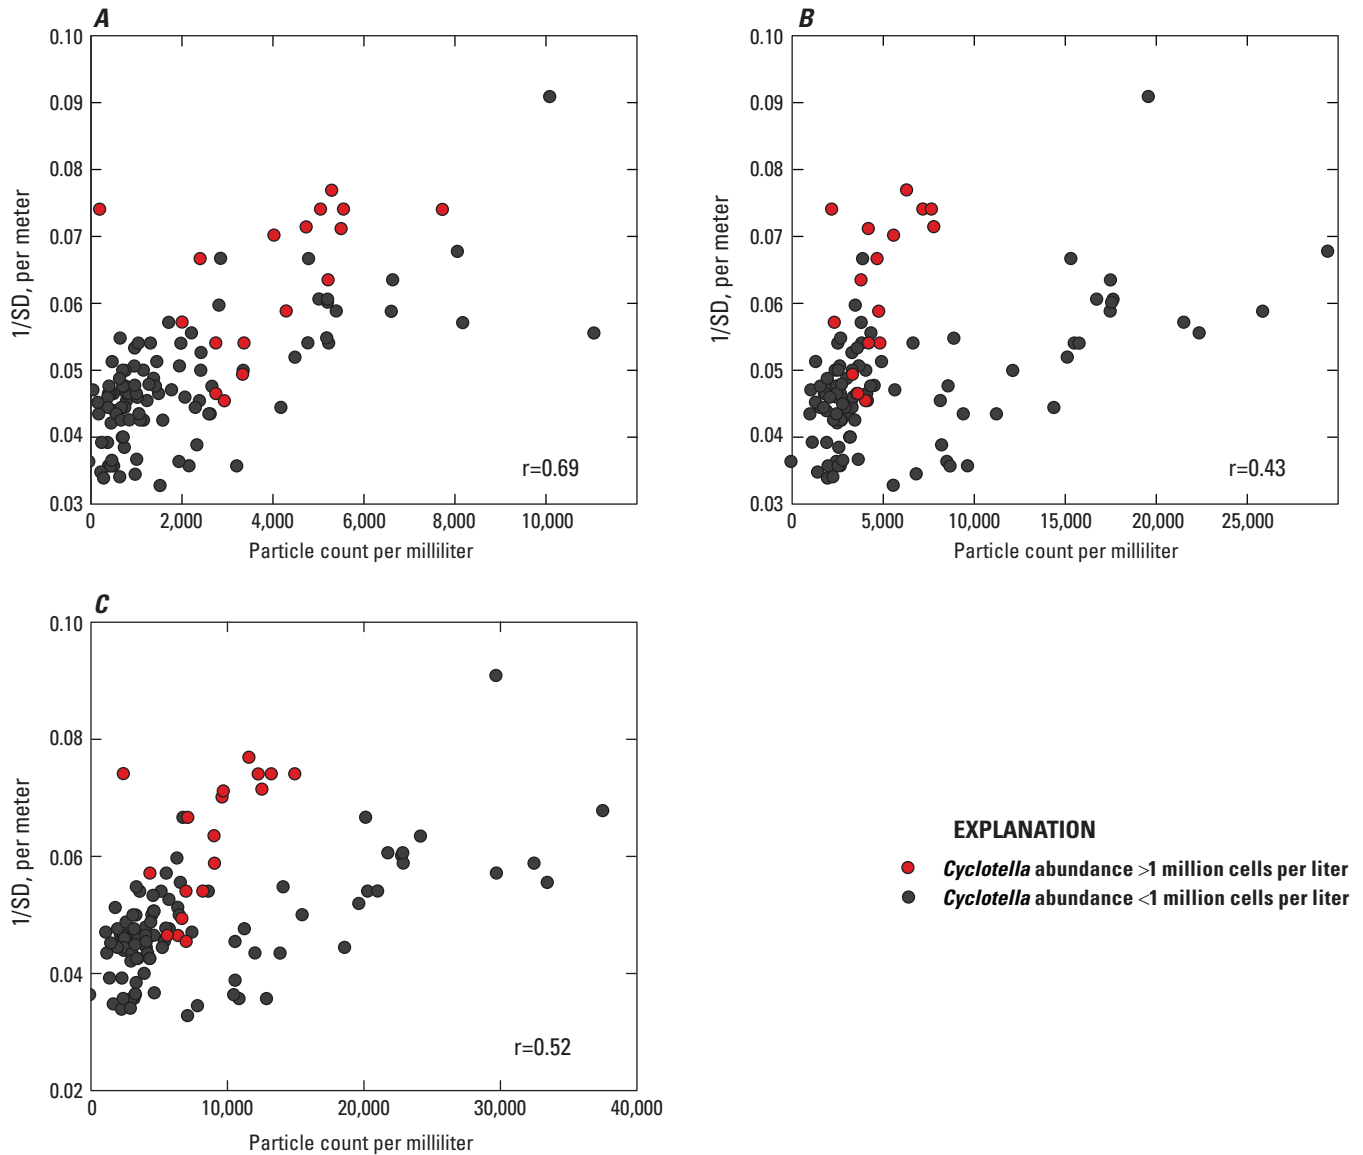 A
0.10
0.09
0.08
0.07
0.06
0.05
0.04
0.03
1/SD, per meter
r=0.69
0
2,000
4,000
6,000
8,000
10,000
Particle count per milliliter
B
0.10
0.09
0.08
0.07
0.06
0.05
0.04
0.03
1/SD, per meter
r=0.43
0
5,000
10,000
15,000
20,000
25,000
Particle count per milliliter
C
0.10
0.08
0.06
0.04
0.02
1/SD, per meter
r=0.52
0
10,000
20,000
30,000
40,000
Particle count per milliliter
EXPLANATION
Cyclotella abundance >1 million cells per liter
Cyclotella abundance <1 million cells per liter